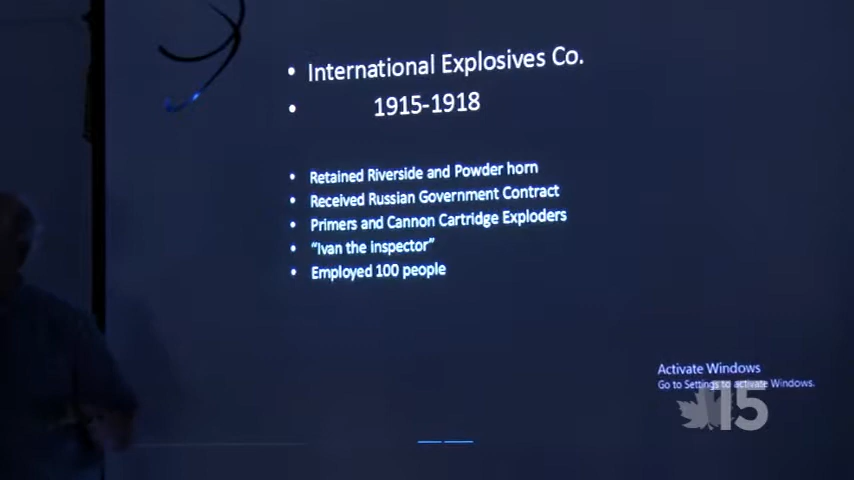 • International Explosives Co.
• 1915-1918
• Retained Riverside and Powder horn
• Received Russian Government Contract
• Primers and Cannon Cartridge Exploders
• “Ivan the inspector”
• Employed 100 people
Activate Windows
Go to Settings to activate Windows.
15